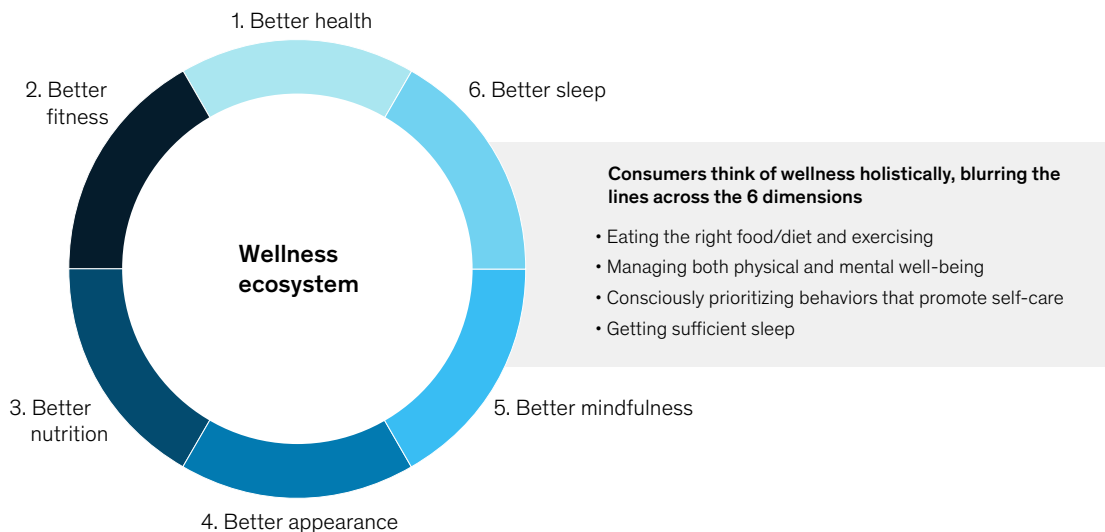 1. Better health
2. Better
fitness
6. Better sleep
Wellness
ecosystem
Consumers think of wellness holistically, blurring the
lines across the 6 dimensions
• Eating the right food/diet and exercising
• Managing both physical and mental well-being
• Consciously prioritizing behaviors that promote self-care
• Getting sufficient sleep
3. Better
nutrition
5. Better mindfulness
4. Better appearance